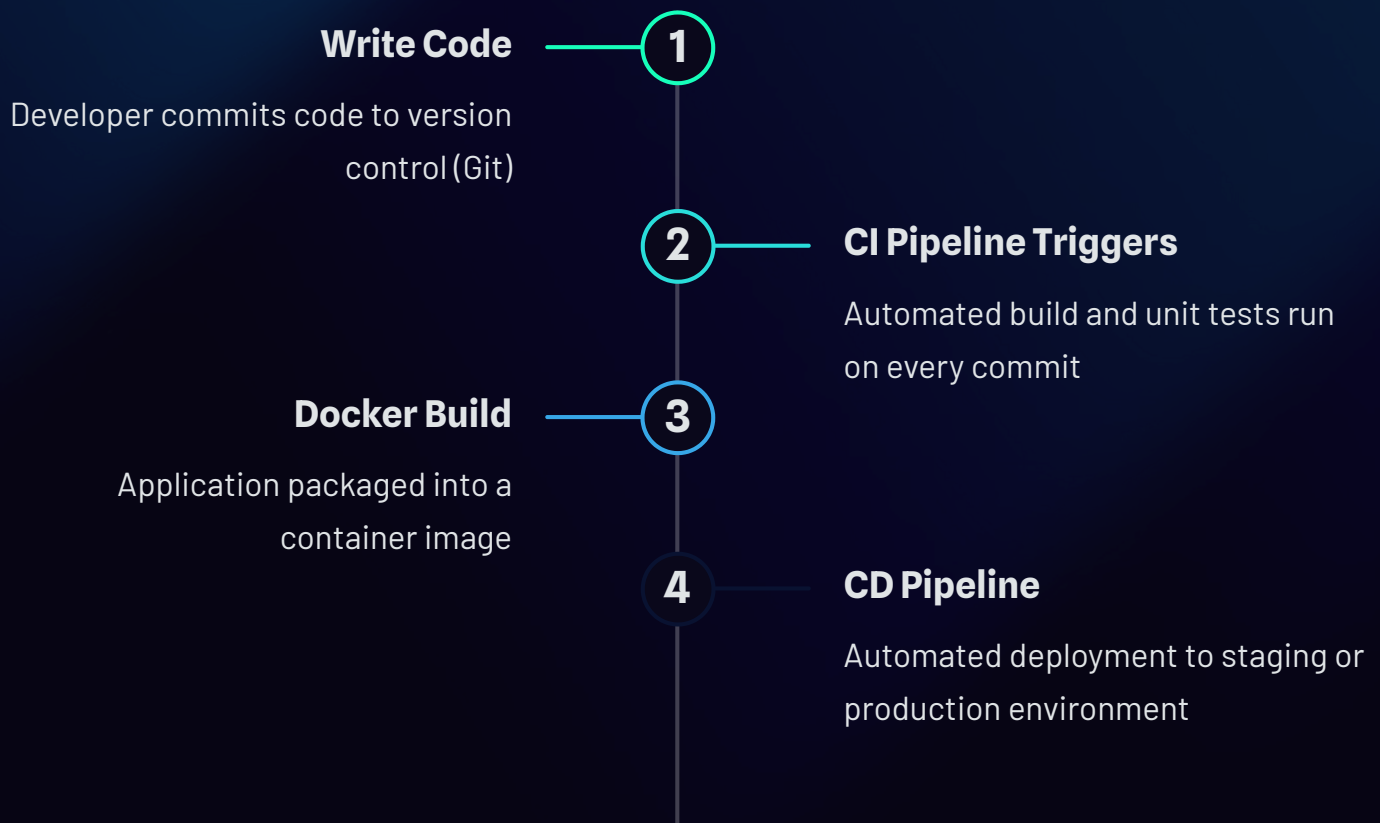 Write Code
1
Developer commits code to version
control (Git)
2
CI Pipeline Triggers
Automated build and unit tests run
on every commit
Docker Build
3
Application packaged into a
container image
4
CD Pipeline
Automated deployment to staging or
production environment